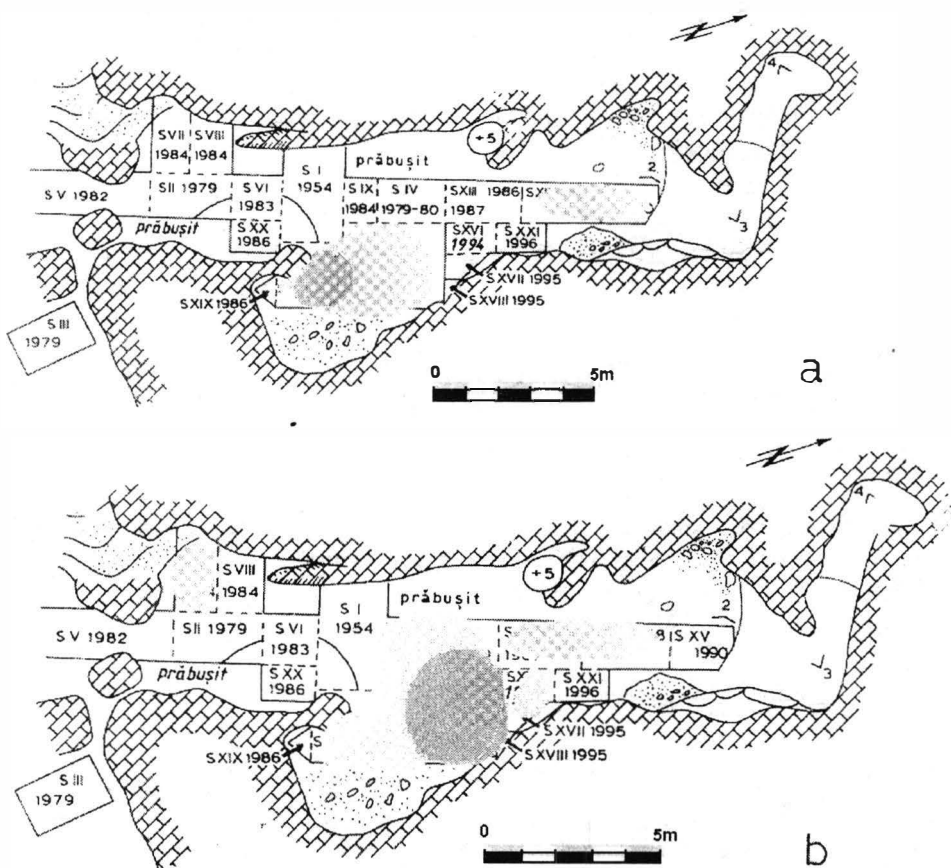 4
S VII
1984
S VIII
1984
S I
1954
prăbușit
+5
2
S V 1982
S II 1979
S VI
1983
S IX
1984
S IV
1979-80
S XIII 1986
1987
prăbușit
S XX
1986
S XVI
1994
S XXI
1996
3
S XIX 1986
S XVII 1995
S XVIII 1995
S III
1979
0 5m
a
4
S VIII
1984
S I
1954
prăbușit
+5
2
S V 1982
S II 1979
S VI
1983
S XV
1990
prăbușit
S XX
1986
S XXI
1996
3
S XIX 1986
S XVII 1995
S XVIII 1995
S III
1979
0 5m
b